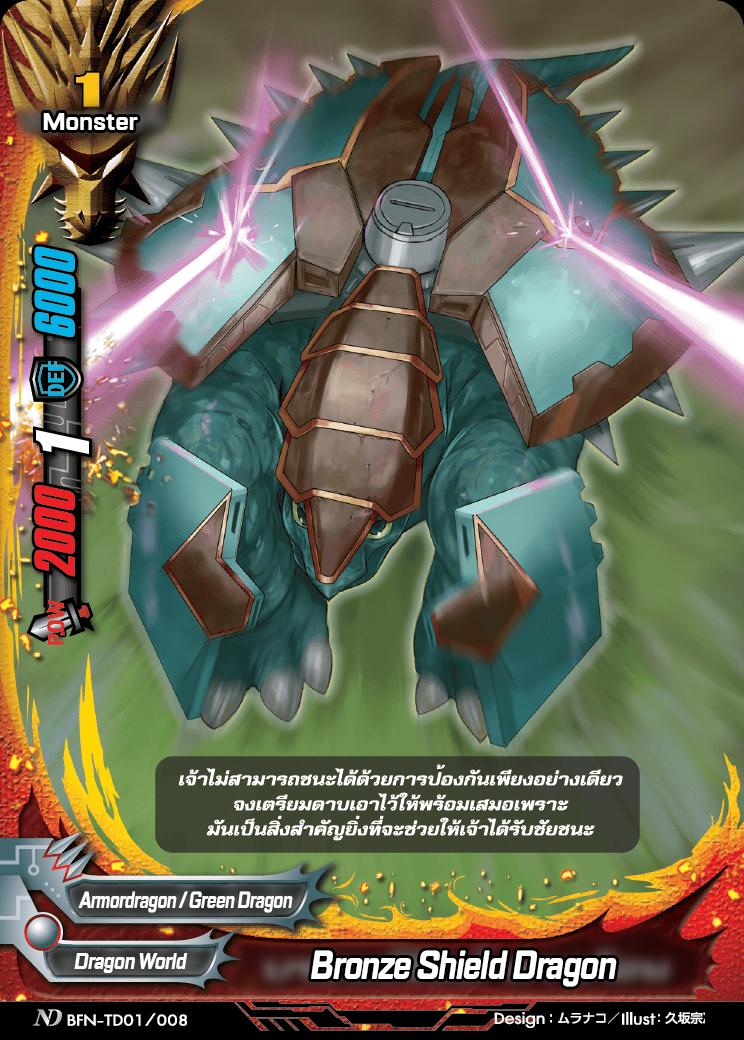 1
Monster
6000
DEF
1
2000
POW
เจ้าไม่สามารถชนะได้ด้วยการป้องกันเพียงอย่างเดียว
จงเตรียมดาบเอาไว้ให้พร้อมเสมอเพราะ
มันเป็นสิ่งสำคัญยิ่งที่จะช่วยให้เจ้าได้รับชัยชนะ
Armordragon / Green Dragon
Dragon World
Bronze Shield Dragon
ND BFN-TD01/008
Design：ムラナコ／Illust：久坂宗